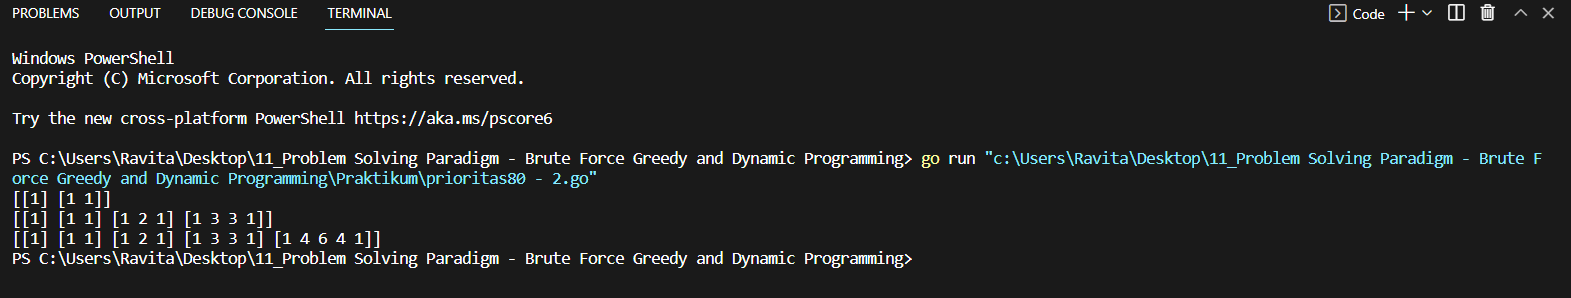 PROBLEMS OUTPUT DEBUG CONSOLE TERMINAL Code
Windows PowerShell
Copyright (C) Microsoft Corporation. All rights reserved.
Try the new cross-platform PowerShell https://aka.ms/pscore6
PS C:\Users\Ravita\Desktop\11_Problem Solving Paradigm - Brute Force Greedy and Dynamic Programming> go run "c:\Users\Ravita\Desktop\11_Problem Solving Paradigm - Brute F
orce Greedy and Dynamic Programming\Praktikum\prioritas80 - 2.go"
[[1] [1 1]]
[[1] [1 1] [1 2 1] [1 3 3 1]]
[[1] [1 1] [1 2 1] [1 3 3 1] [1 4 6 4 1]]
PS C:\Users\Ravita\Desktop\11_Problem Solving Paradigm - Brute Force Greedy and Dynamic Programming>